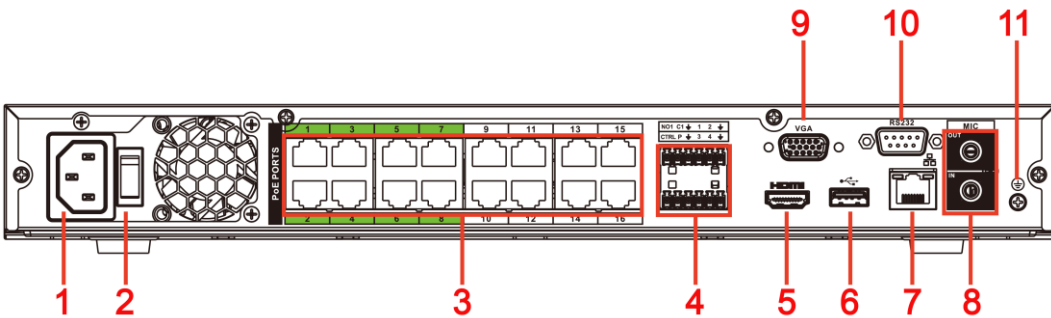 9 10 11
1 3 5 7 9 11 13 15
PoE PORTS
2 4 6 8 10 12 14 16
NO1 C1 ⏚ 1 2 ⏚
CTRL P ⏚ 3 4 ⏚
VGA
RS232
MIC
OUT
IN
HDMI
1 2 3 4 5 6 7 8